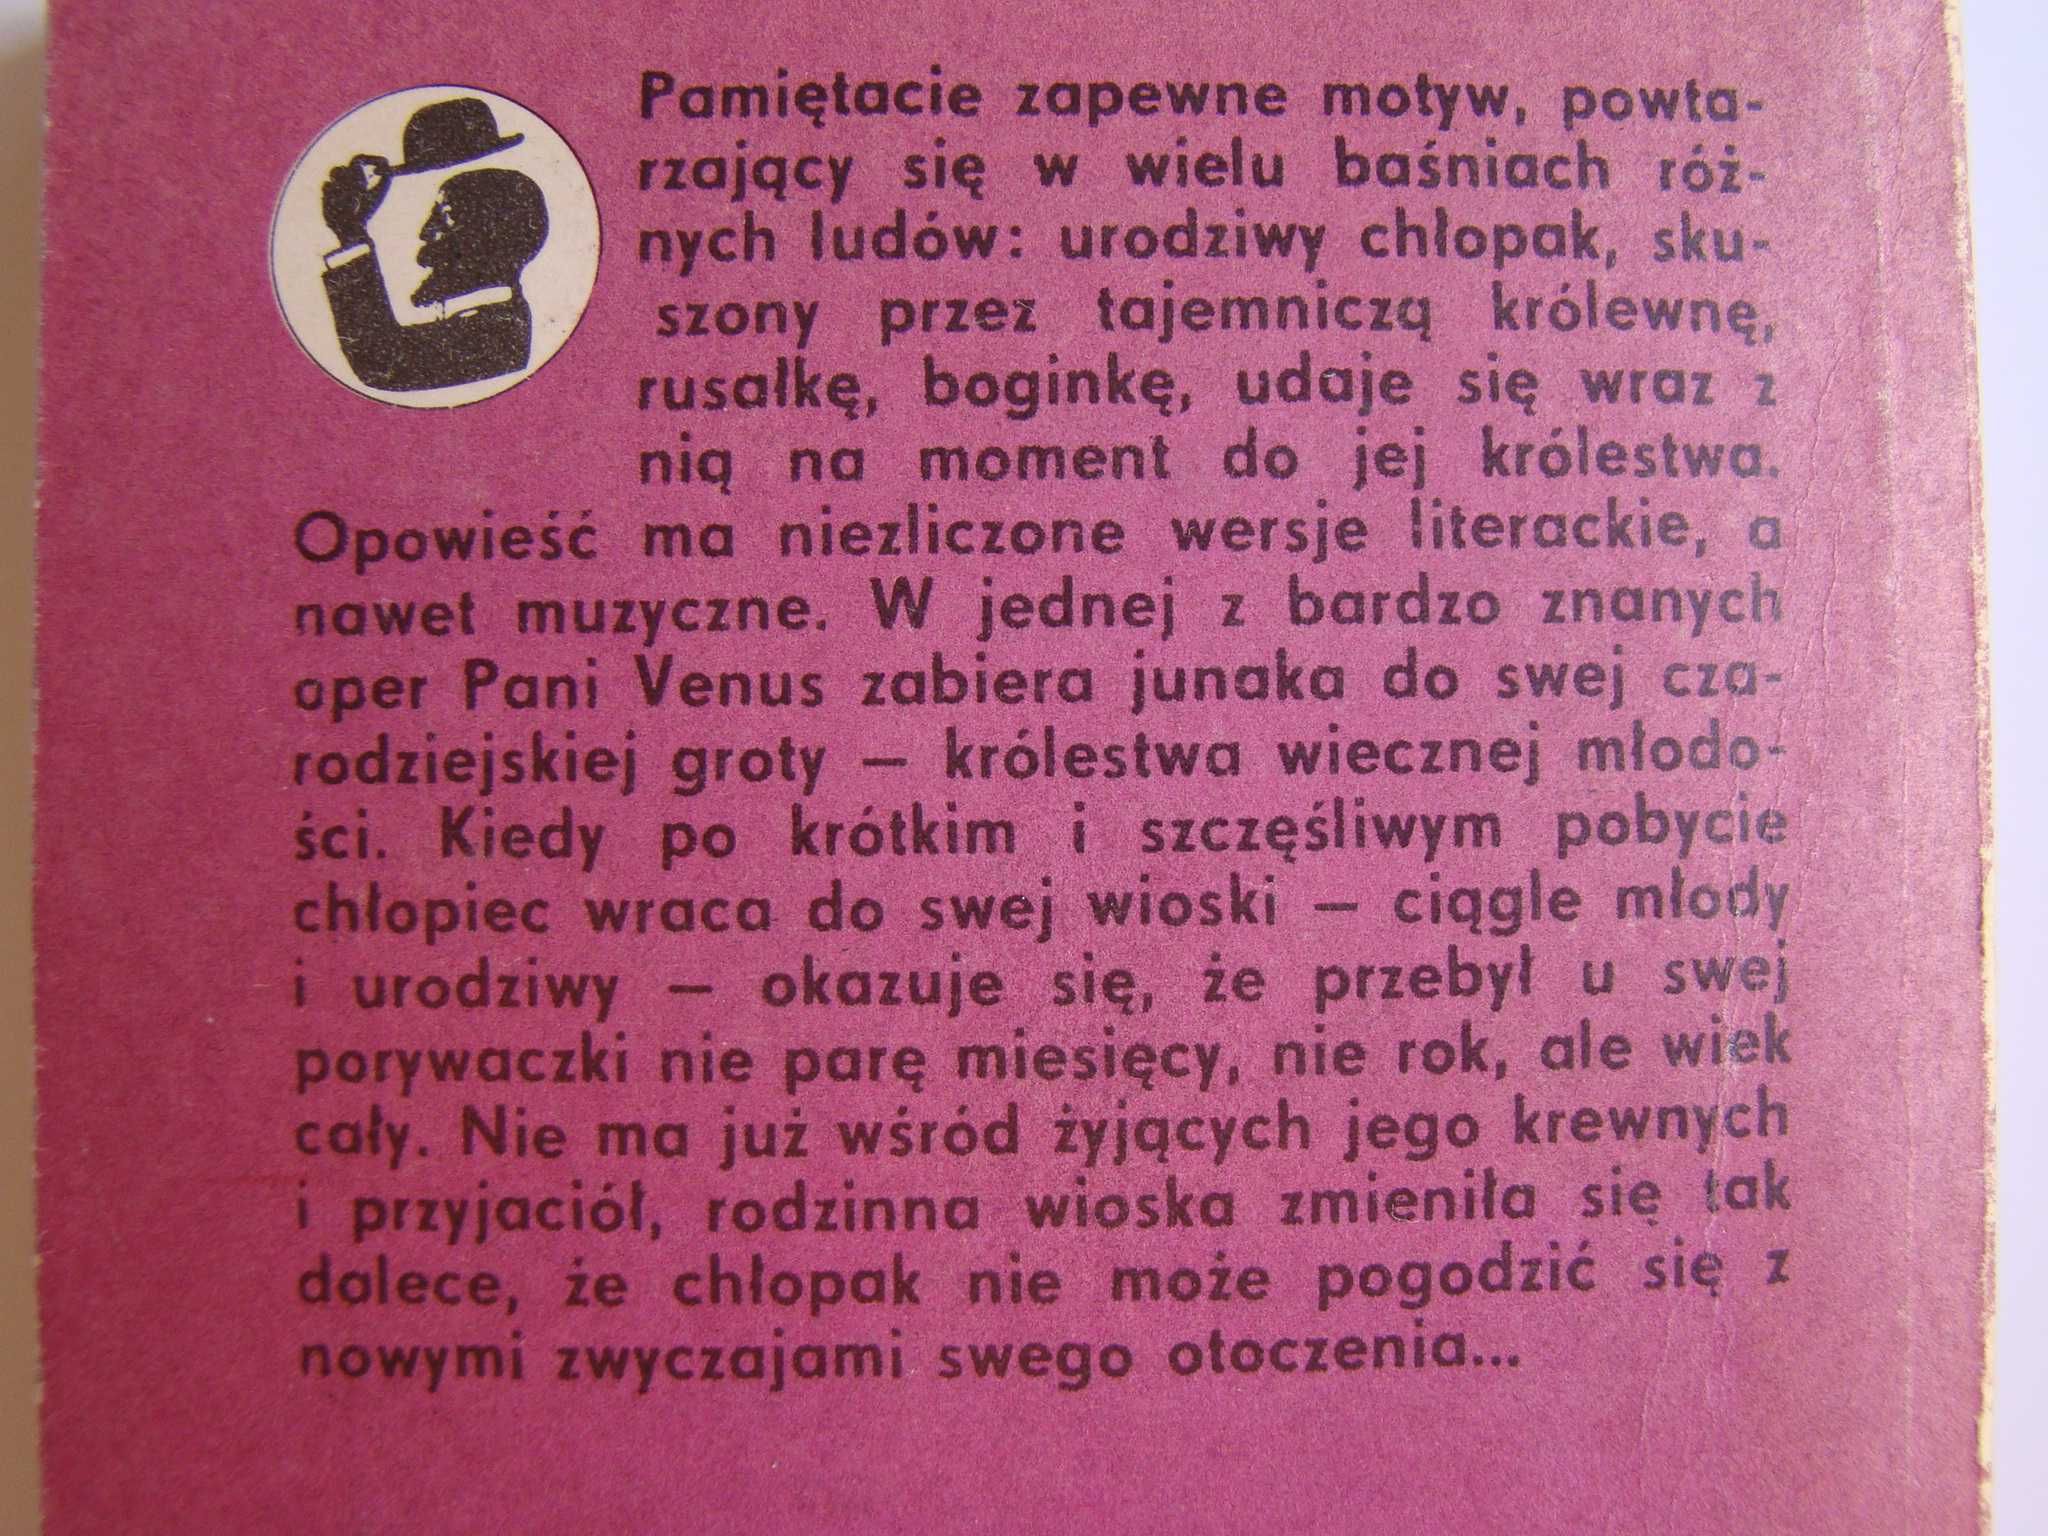 Pamiętacie zapewne motyw, powta-
rzający się w wielu baśniach róż-
nych ludów: urodziwy chłopak, sku-
szony przez tajemniczą królewnę,
rusałkę, boginkę, udaje się wraz z
nią na moment do jej królestwa.
Opowieść ma niezliczone wersje literackie, a
nawet muzyczne. W jednej z bardzo znanych
oper Pani Venus zabiera junaka do swej cza-
rodziejskiej groty — królestwa wiecznej młodo-
ści. Kiedy po krótkim i szczęśliwym pobycie
chłopiec wraca do swej wioski — ciągle młody
i urodziwy — okazuje się, że przebył u swej
porywaczki nie parę miesięcy, nie rok, ale wiek
cały. Nie ma już wśród żyjących jego krewnych
i przyjaciół, rodzinna wioska zmieniła się tak
dalece, że chłopak nie może pogodzić się z
nowymi zwyczajami swego otoczenia...